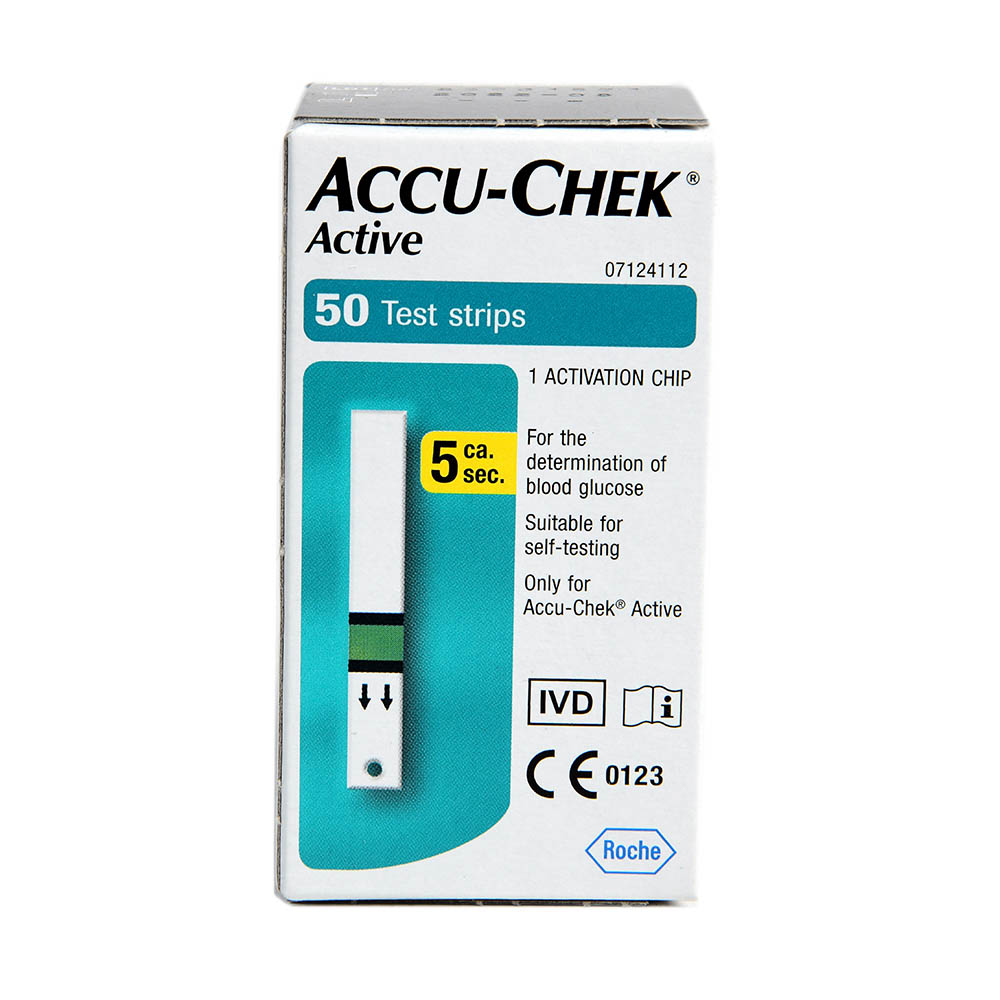 ACCU-CHEK®
Active
07124112
50 Test strips
1 ACTIVATION CHIP
5 ca.
sec.
For the
determination of
blood glucose
Suitable for
self-testing
Only for
Accu-Chek® Active
IVD
i
CE 0123
Roche